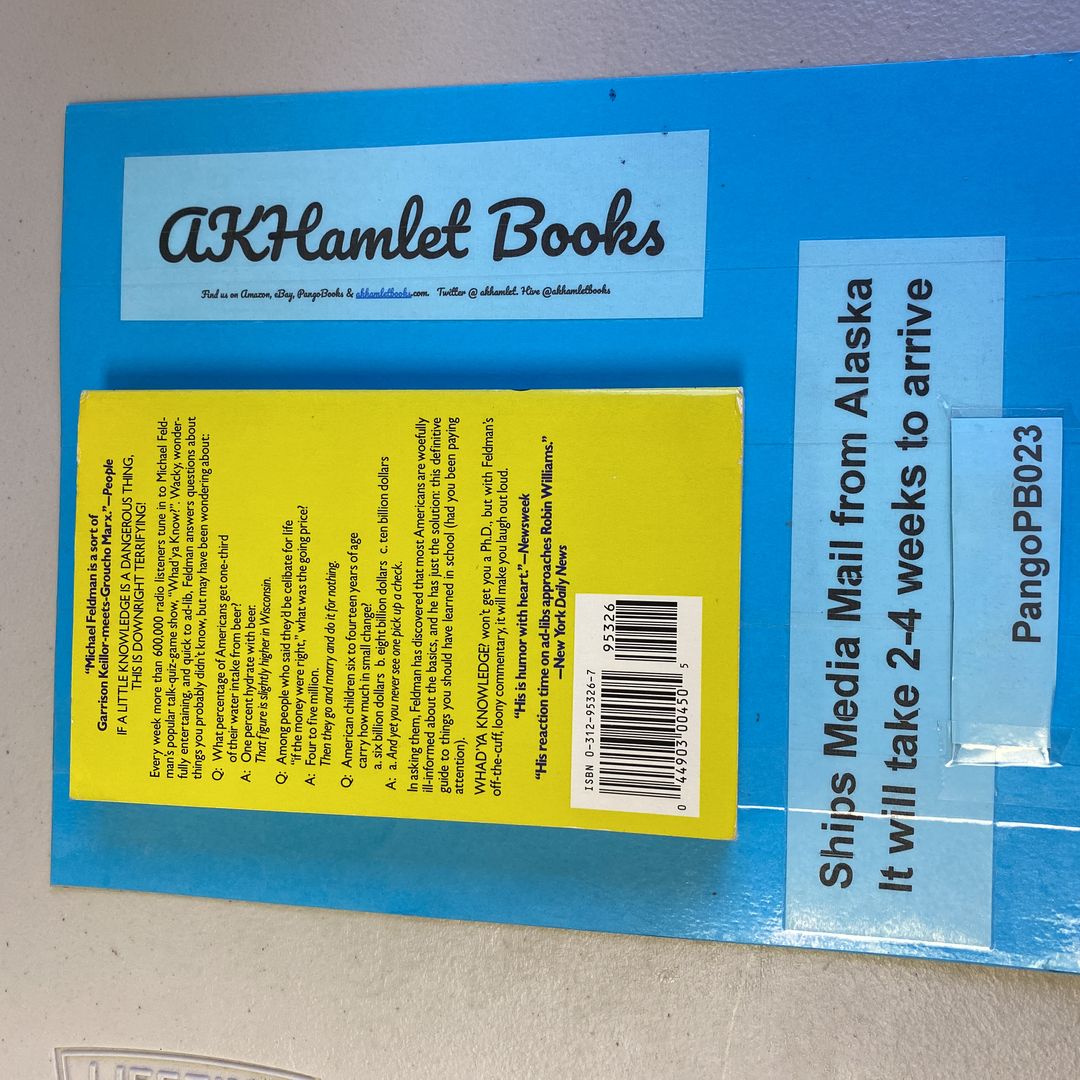 AKHamlet Books
Find us on Amazon, eBay, PangoBooks & akhamletbooks.com. Twitter @ akhamlet. Hive @akhamletbooks
"Michael Feldman is a sort of
Garrison Keillor-meets-Groucho Marx."—People
IF A LITTLE KNOWLEDGE IS A DANGEROUS THING,
THIS IS DOWNRIGHT TERRIFYING!
Every week more than 600,000 radio listeners tune in to Michael Feld-
man's popular talk-quiz-game show, "Whad'ya Know?". Wacky, wonder-
fully entertaining, and quick to ad-lib, Feldman answers questions about
things you probably didn't know, but may have been wondering about:
Q: What percentage of Americans get one-third
of their water intake from beer?
A: One percent hydrate with beer.
That figure is slightly higher in Wisconsin.
Q: Among people who said they'd be celibate for life
"if the money were right," what was the going price?
A: Four to five million.
Then they go and marry and do it for nothing.
Q: American children six to fourteen years of age
carry how much in small change?
a. six billion dollars b. eight billion dollars c. ten billion dollars
A: a. And yet you never see one pick up a check.
In asking them, Feldman has discovered that most Americans are woefully
ill-informed about the basics, and he has just the solution: this definitive
guide to things you should have learned in school (had you been paying
attention).
WHAD'YA KNOWLEDGE? won't get you a Ph.D., but with Feldman's
off-the-cuff, loony commentary, it will make you laugh out loud.
"His is humor with heart."—Newsweek
"His reaction time on ad-libs approaches Robin Williams."
—New York Daily News
ISBN 0-312-95326-7
95326
0 44903 00450 5
Ships Media Mail from Alaska
It will take 2-4 weeks to arrive
PangoPB023